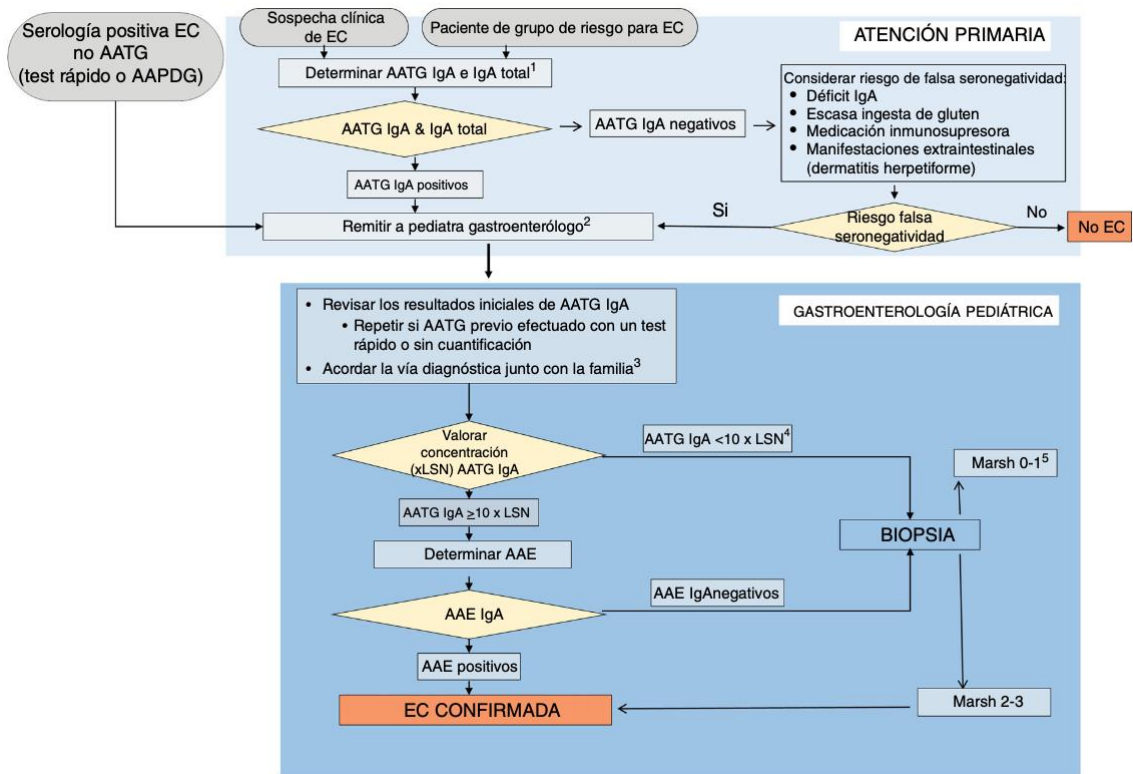 Serología positiva EC
no AATG
(test rápido o AAPDG)
Sospecha clínica
de EC
Paciente de grupo de riesgo para EC
ATENCIÓN PRIMARIA
Determinar AATG IgA e IgA total1
AATG IgA & IgA total
AATG IgA negativos
Considerar riesgo de falsa seronegatividad:
• Déficit IgA
• Escasa ingesta de gluten
• Medicación inmunosupresora
• Manifestaciones extraintestinales
(dermatitis herpetiforme)
AATG IgA positivos
Remitir a pediatra gastroenterólogo2
Si
Riesgo falsa
seronegatividad
No
No EC
GASTROENTEROLOGÍA PEDIÁTRICA
• Revisar los resultados iniciales de AATG IgA
• Repetir si AATG previo efectuado con un test
rápido o sin cuantificación
• Acordar la vía diagnóstica junto con la familia3
Valorar
concentración
(xLSN) AATG IgA
AATG IgA <10 x LSN4
Marsh 0-15
AATG IgA ≥10 x LSN
BIOPSIA
Determinar AAE
AAE IgAnegativos
AAE IgA
AAE positivos
EC CONFIRMADA
Marsh 2-3